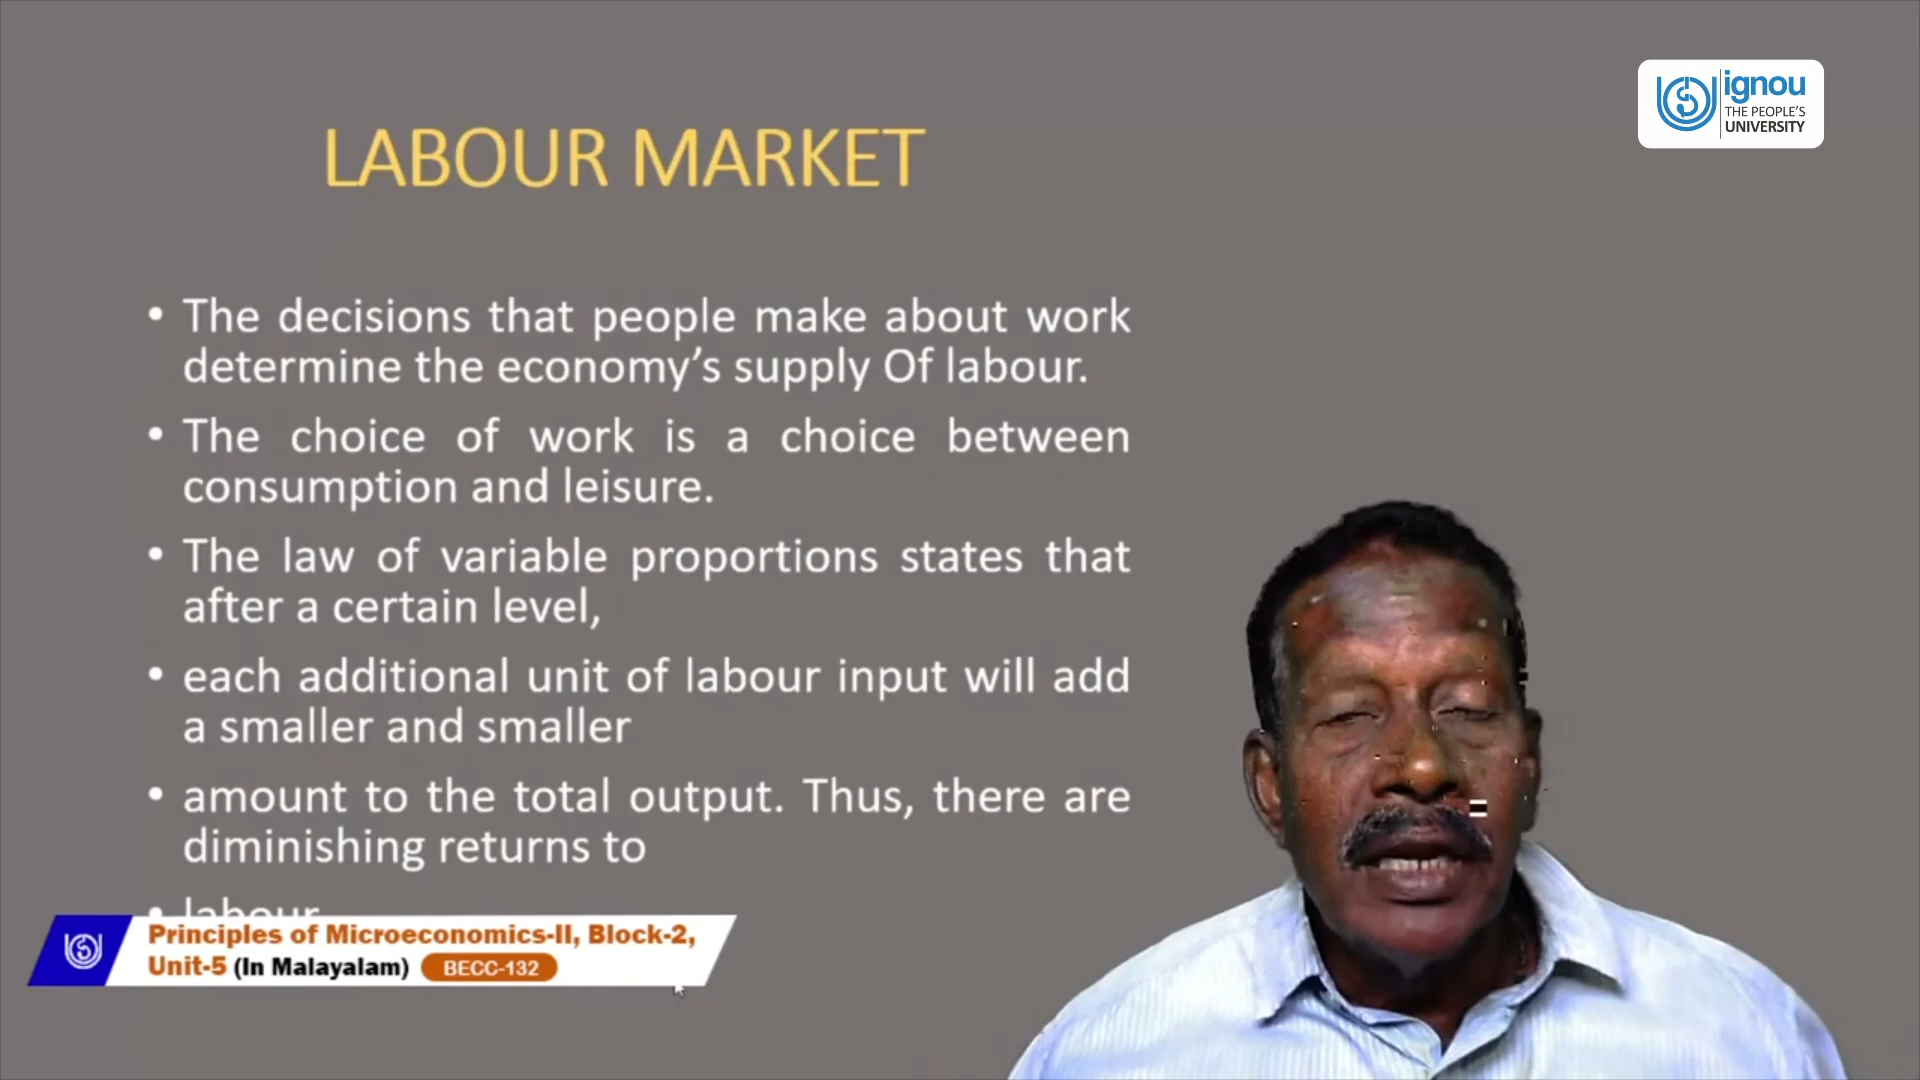 ignou
THE PEOPLE'S
UNIVERSITY
LABOUR MARKET
• The decisions that people make about work
determine the economy's supply Of labour.
• The choice of work is a choice between
consumption and leisure.
• The law of variable proportions states that
after a certain level,
• each additional unit of labour input will add
a smaller and smaller
• amount to the total output. Thus, there are
diminishing returns to
• labour
Principles of Microeconomics-II, Block-2,
Unit-5 (In Malayalam) BECC-132